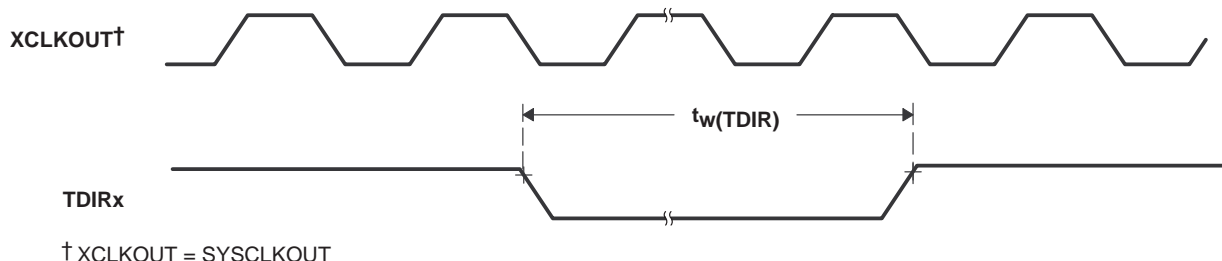 XCLKOUT†
tw(TDIR)
TDIRx
† XCLKOUT = SYSCLKOUT